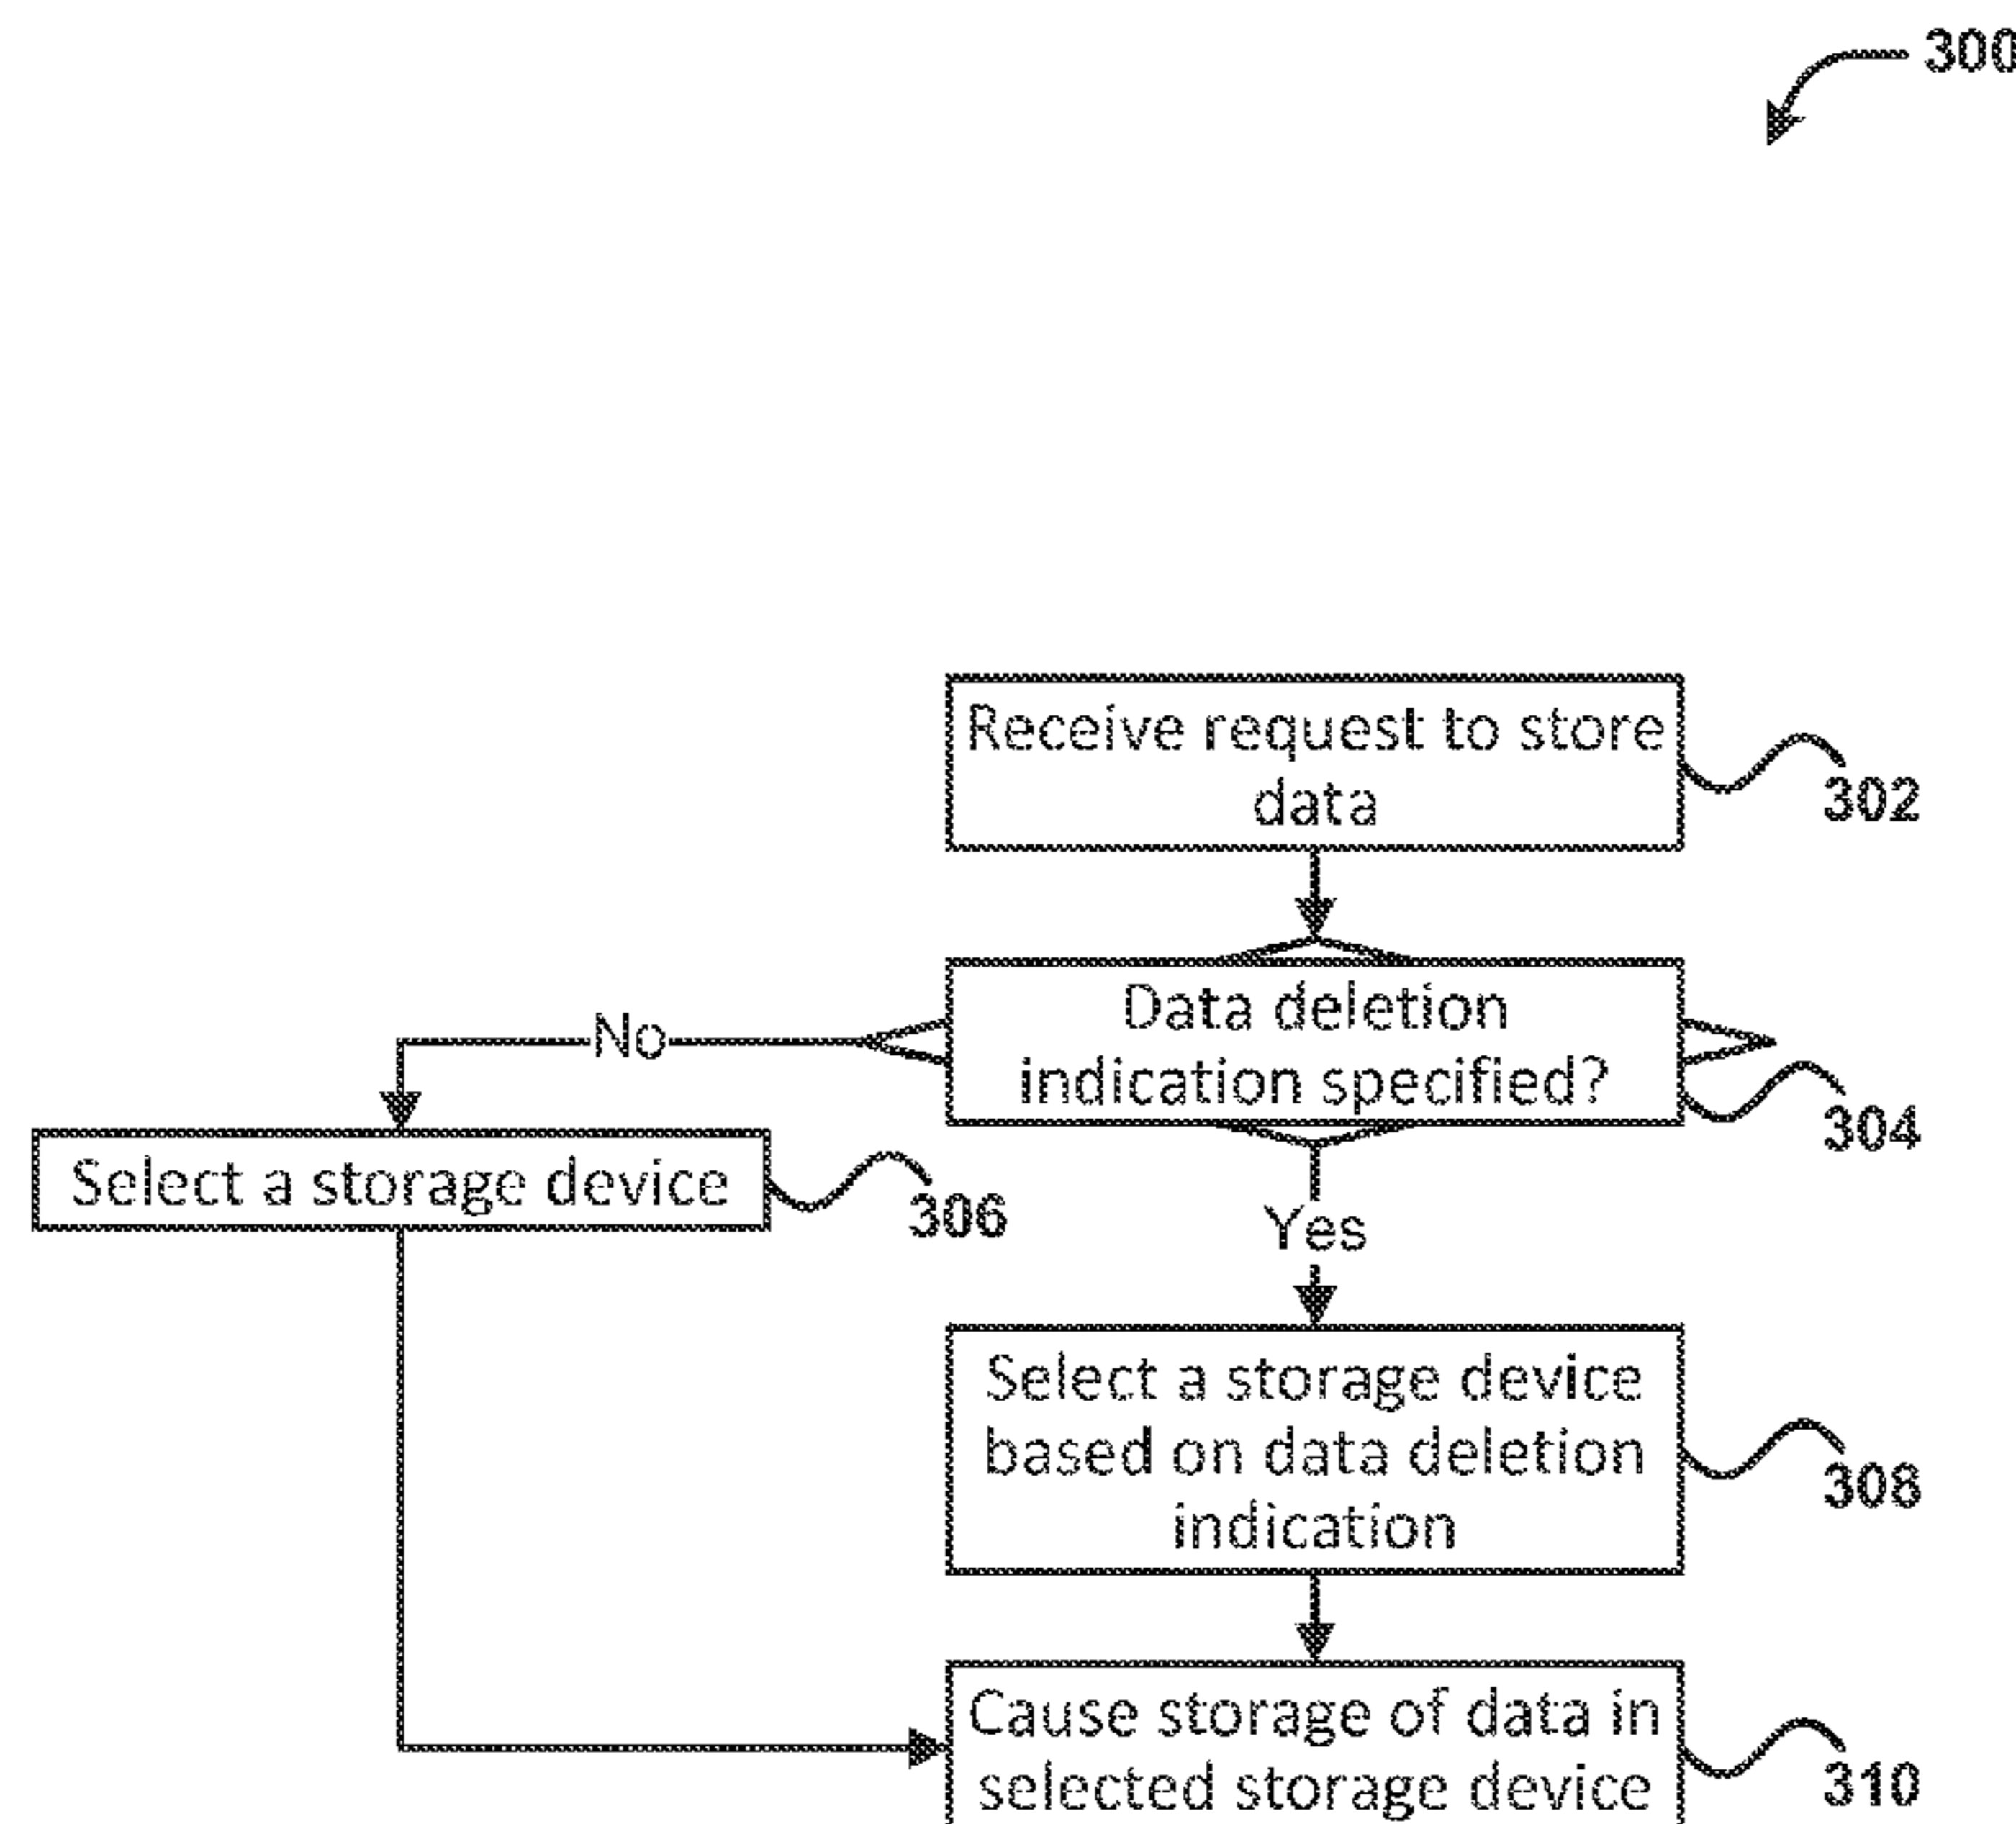 300
Receive request to store
data
302
Data deletion
indication specified?
304
No
Select a storage device
306
Yes
Select a storage device
based on data deletion
indication
308
Cause storage of data in
selected storage device
310